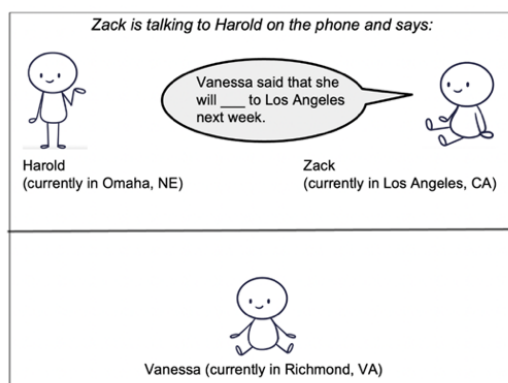 Zack is talking to Harold on the phone and says:
Vanessa said that she
will ___ to Los Angeles
next week.
Harold
(currently in Omaha, NE)
Zack
(currently in Los Angeles, CA)
Vanessa (currently in Richmond, VA)